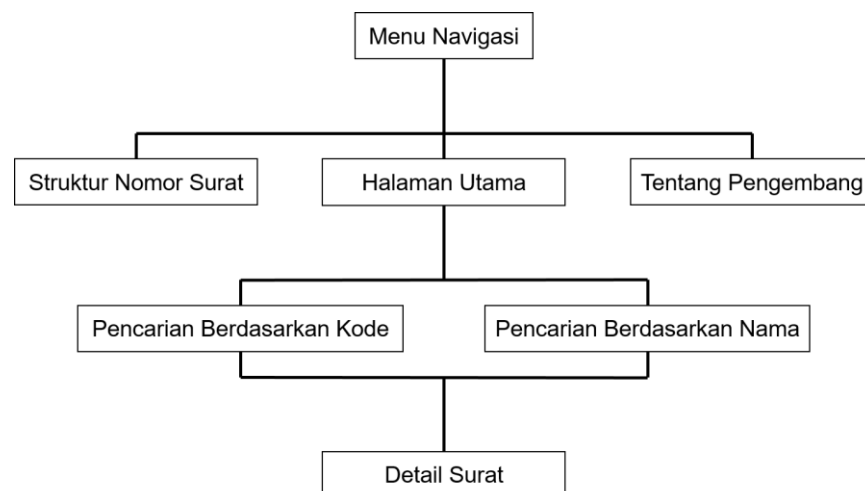 Menu Navigasi
Struktur Nomor Surat
Halaman Utama
Tentang Pengembang
Pencarian Berdasarkan Kode
Pencarian Berdasarkan Nama
Detail Surat